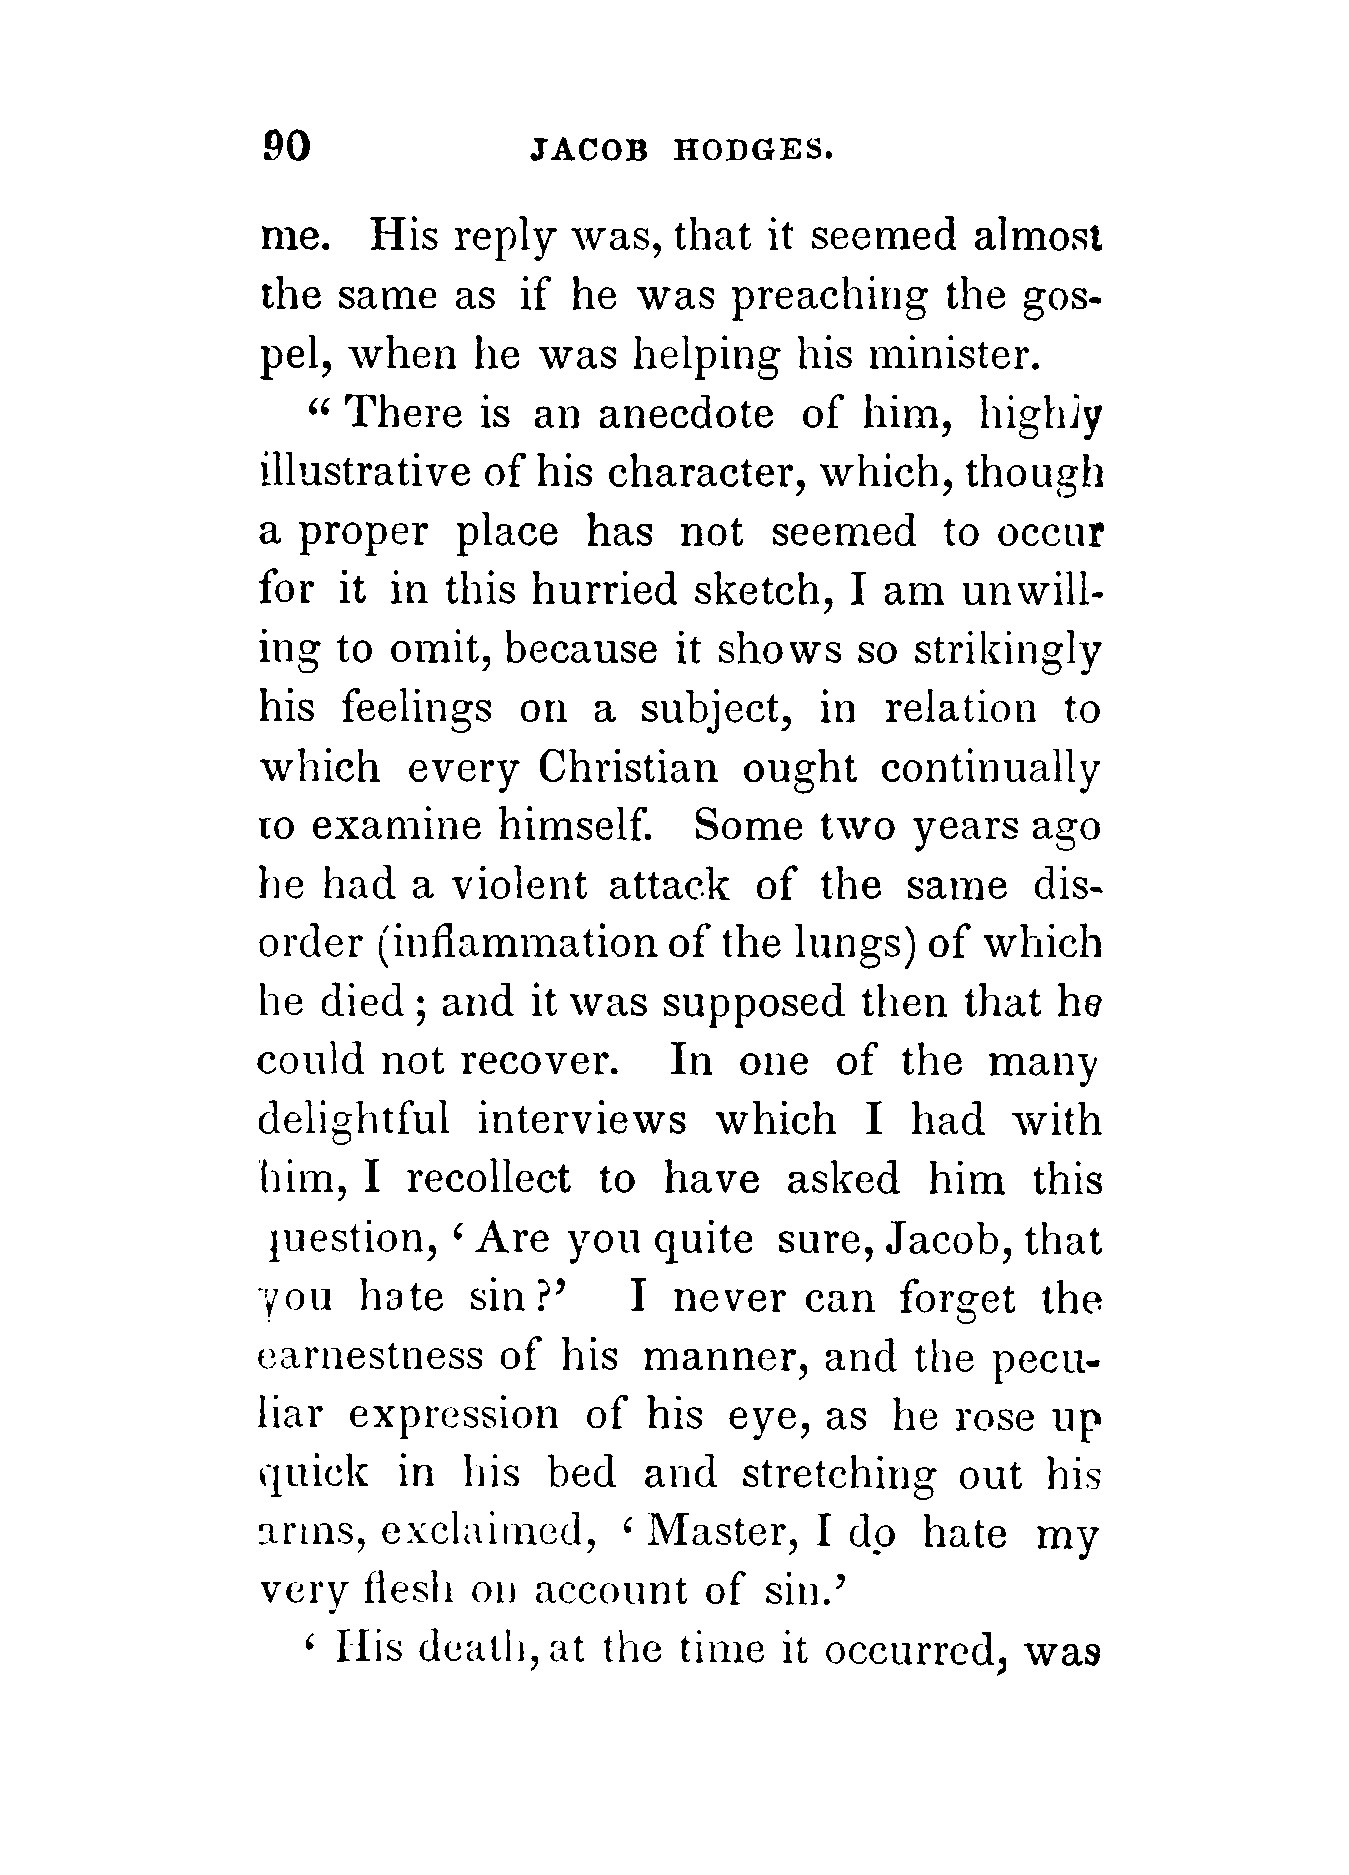 90 JACOB HODGES.
me. His reply was, that it seemed almost
the same as if he was preaching the gos-
pel, when he was helping his minister.
“ There is an anecdote of him, highly
illustrative of his character, which, though
a proper place has not seemed to occur
for it in this hurried sketch, I am unwill-
ing to omit, because it shows so strikingly
his feelings on a subject, in relation to
which every Christian ought continually
to examine himself. Some two years ago
he had a violent attack of the same dis-
order (inflammation of the lungs) of which
he died ; and it was supposed then that he
could not recover. In one of the many
delightful interviews which I had with
him, I recollect to have asked him this
question, ‘ Are you quite sure, Jacob, that
you hate sin ?’ I never can forget the
earnestness of his manner, and the pecu-
liar expression of his eye, as he rose up
quick in his bed and stretching out his
arms, exclaimed, ‘ Master, I do hate my
very flesh on account of sin.’
‘ His death, at the time it occurred, was